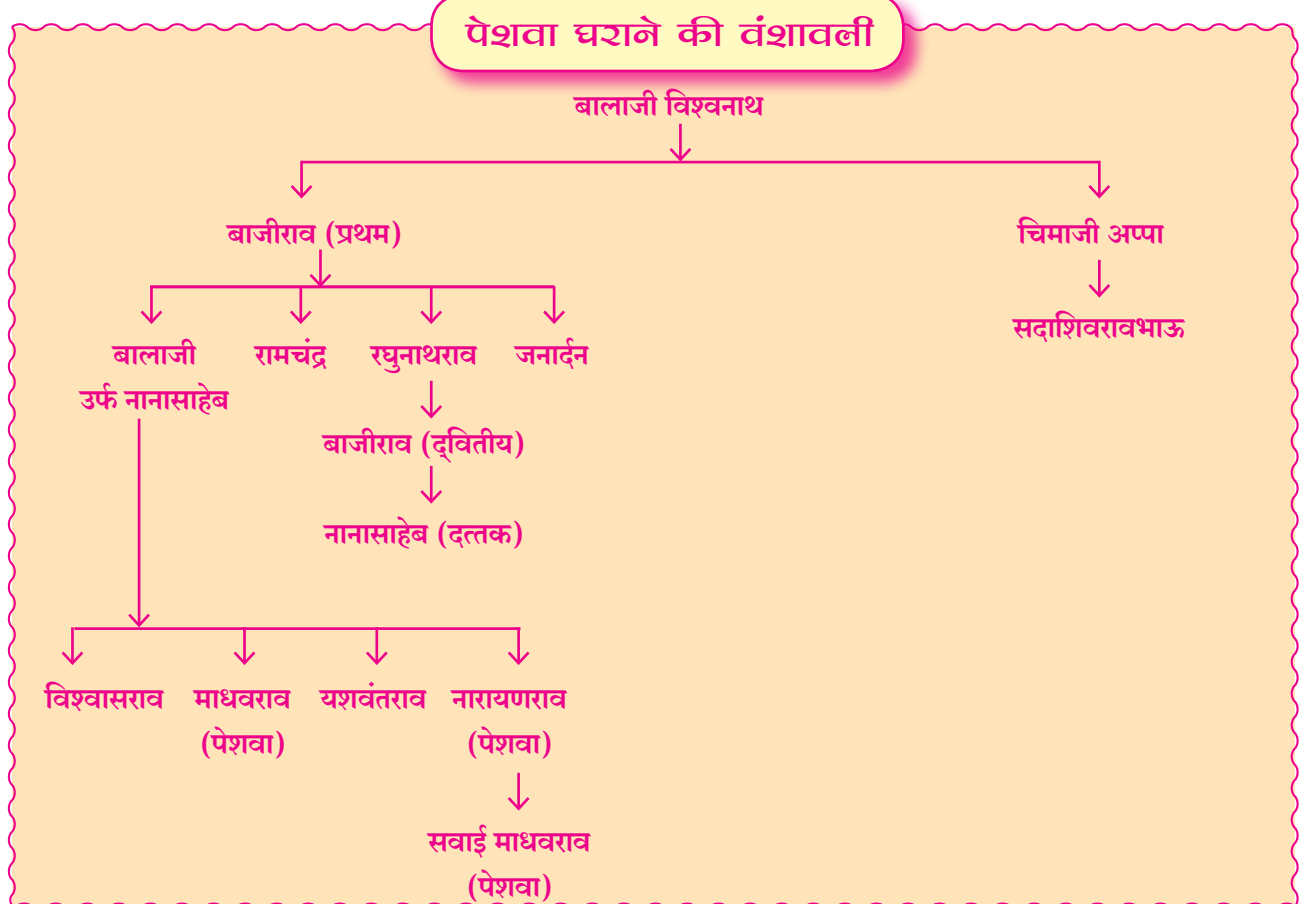 पेशवा घराने की वंशावली
बालाजी विश्वनाथ
बाजीराव (प्रथम)
चिमाजी अप्पा
सदाशिवरावभाऊ
बालाजी
उर्फ नानासाहेब
रामचंद्र
रघुनाथराव
जनार्दन
बाजीराव (द्‌वितीय)
नानासाहेब (दत्तक)
विश्वासराव
माधवराव
(पेशवा)
यशवंतराव
नारायणराव
(पेशवा)
सवाई माधवराव
(पेशवा)